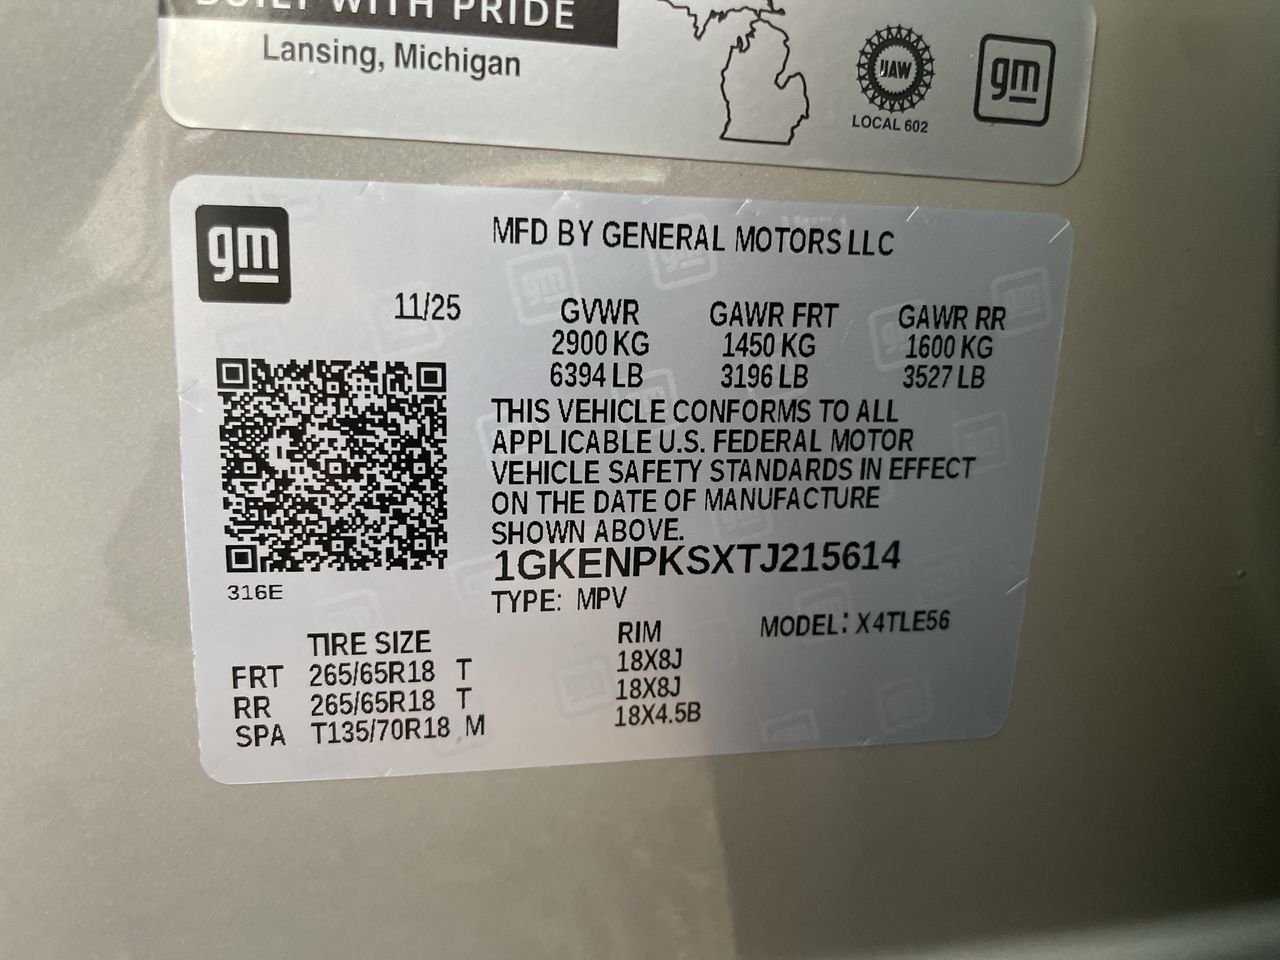 BUILT WITH PRIDE
Lansing, Michigan
UAW
LOCAL 602
gm
gm
MFD BY GENERAL MOTORS LLC
11/25
GVWR GAWR FRT GAWR RR
2900 KG 1450 KG 1600 KG
6394 LB 3196 LB 3527 LB
THIS VEHICLE CONFORMS TO ALL
APPLICABLE U.S. FEDERAL MOTOR
VEHICLE SAFETY STANDARDS IN EFFECT
ON THE DATE OF MANUFACTURE
SHOWN ABOVE.
1GKENPKSXTJ215614
316E
TYPE: MPV
MODEL: X4TLE56
TIRE SIZE RIM
FRT 265/65R18 T 18X8J
RR 265/65R18 T 18X8J
SPA T135/70R18 M 18X4.5B